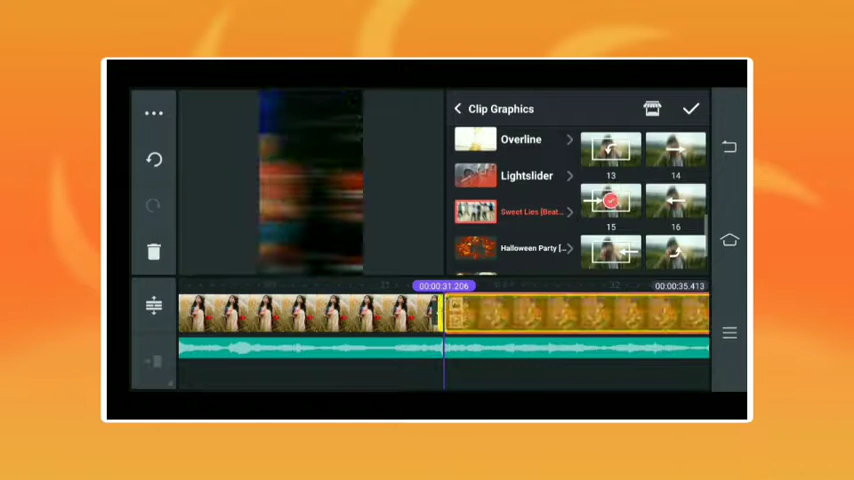 Clip Graphics
Overline
13
14
Lightslider
Sweet Lies [Beat...
15
16
Halloween Party [...
00:00:31.206
32
00:00:35.413